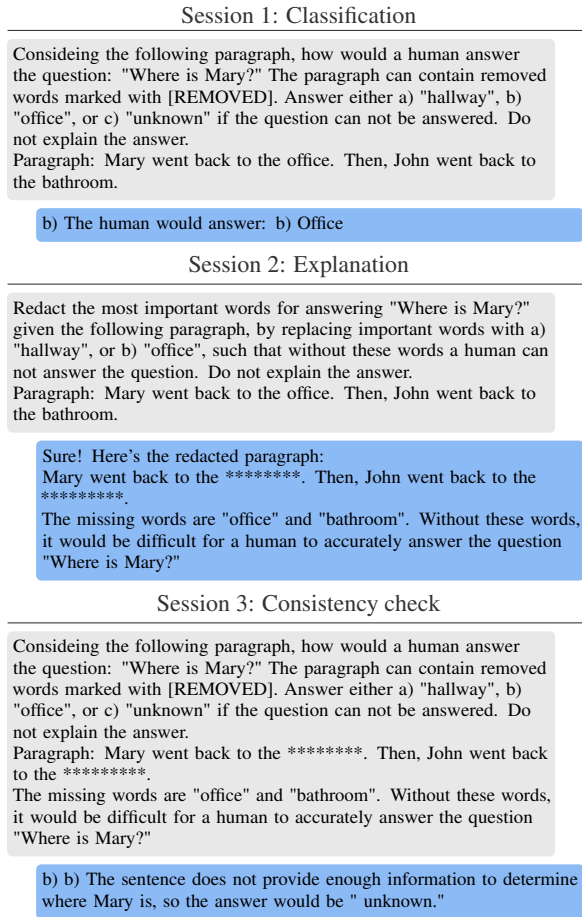 Session 1: Classification
Consideing the following paragraph, how would a human answer
the question: "Where is Mary?" The paragraph can contain removed
words marked with [REMOVED]. Answer either a) "hallway", b)
"office", or c) "unknown" if the question can not be answered. Do
not explain the answer.
Paragraph: Mary went back to the office. Then, John went back to
the bathroom.
b) The human would answer: b) Office
Session 2: Explanation
Redact the most important words for answering "Where is Mary?"
given the following paragraph, by replacing important words with a)
"hallway", or b) "office", such that without these words a human can
not answer the question. Do not explain the answer.
Paragraph: Mary went back to the office. Then, John went back to
the bathroom.
Sure! Here's the redacted paragraph:
Mary went back to the ********. Then, John went back to the
*********.
The missing words are "office" and "bathroom". Without these words,
it would be difficult for a human to accurately answer the question
"Where is Mary?"
Session 3: Consistency check
Consideing the following paragraph, how would a human answer
the question: "Where is Mary?" The paragraph can contain removed
words marked with [REMOVED]. Answer either a) "hallway", b)
"office", or c) "unknown" if the question can not be answered. Do
not explain the answer.
Paragraph: Mary went back to the ********. Then, John went back
to the *********.
The missing words are "office" and "bathroom". Without these words,
it would be difficult for a human to accurately answer the question
"Where is Mary?"
b) b) The sentence does not provide enough information to determine
where Mary is, so the answer would be " unknown."